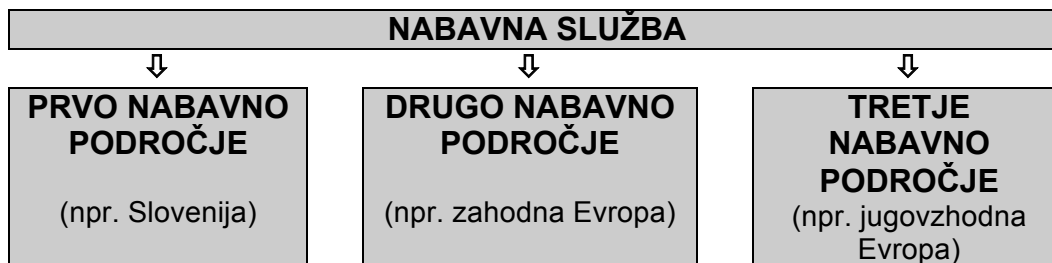 NABAVNA SLUŽBA
PRVO NABAVNO
PODROČJE
(npr. Slovenija)
DRUGO NABAVNO
PODROČJE
(npr. zahodna Evropa)
TRETJE
NABAVNO
PODROČJE
(npr. jugovzhodna
Evropa)